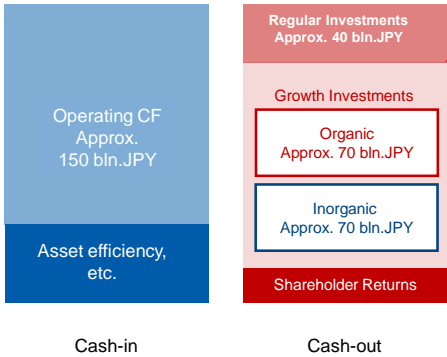 Operating CF
Approx.
150 bln.JPY
Asset efficiency,
etc.
Cash-in
Regular Investments
Approx. 40 bln.JPY
Growth Investments
Organic
Approx. 70 bln.JPY
Inorganic
Approx. 70 bln.JPY
Shareholder Returns
Cash-out